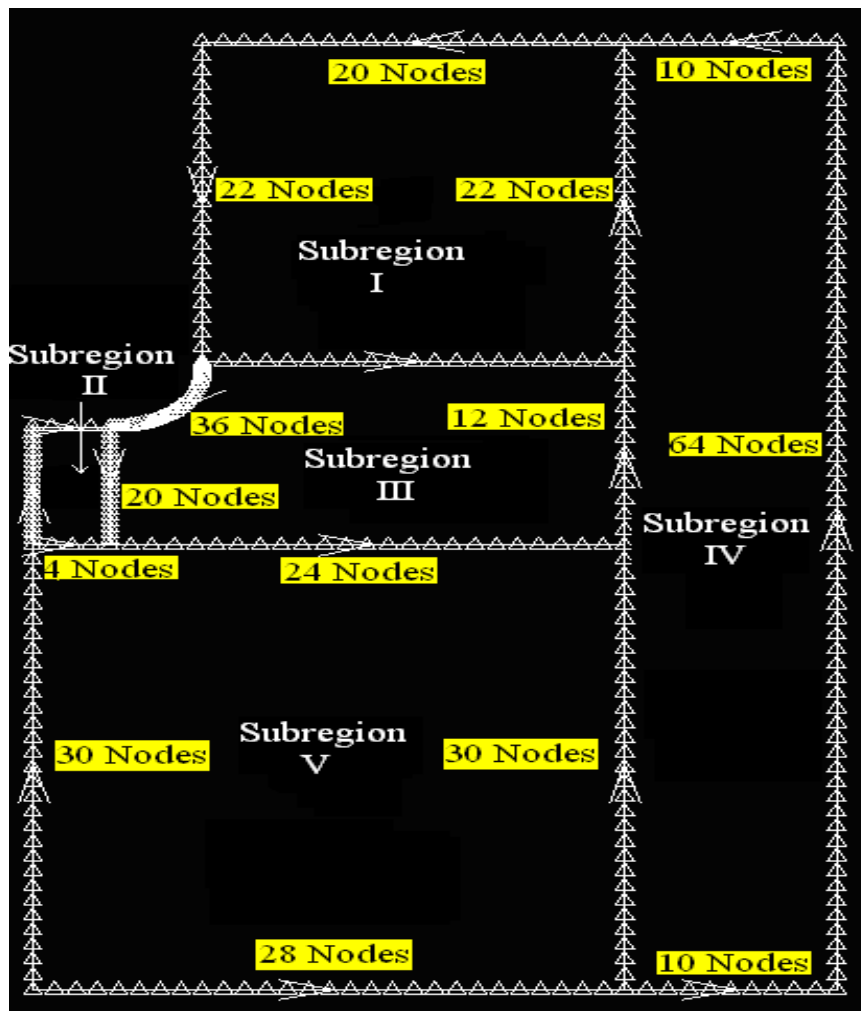 20 Nodes
10 Nodes
22 Nodes
22 Nodes
Subregion
I
Subregion
II
36 Nodes
12 Nodes
64 Nodes
Subregion
III
20 Nodes
Subregion
IV
4 Nodes
24 Nodes
Subregion
V
30 Nodes
30 Nodes
28 Nodes
10 Nodes